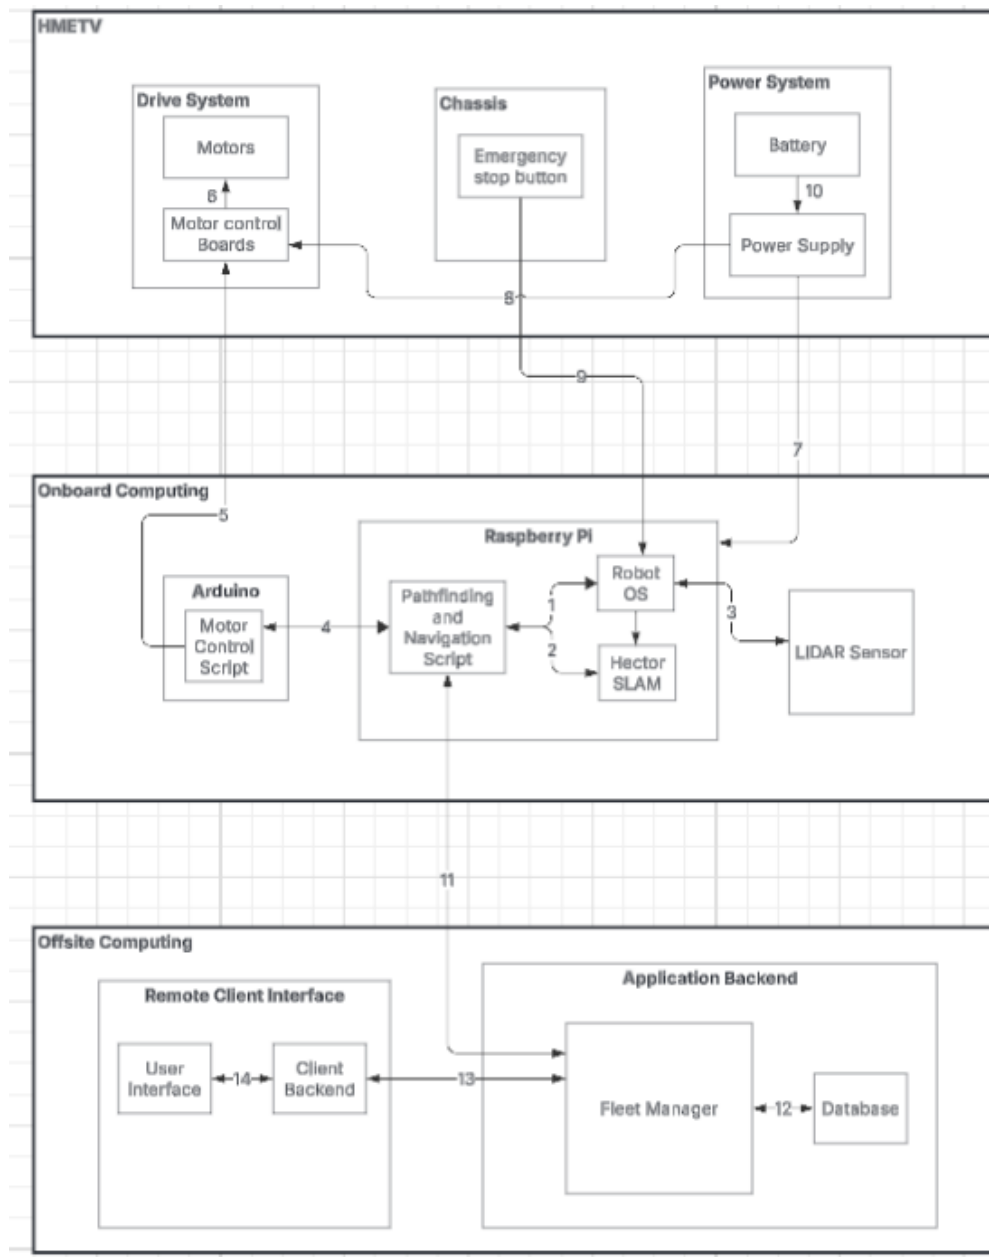 HMETV
Drive System
Motors
6
Motor control
Boards
Chassis
Emergency
stop button
Power System
Battery
10
Power Supply
8
9
7
Onboard Computing
5
Arduino
Motor
Control
Script
4
Raspberry Pi
Pathfinding
and
Navigation
Script
1
2
Robot
OS
Hector
SLAM
3
LIDAR Sensor
11
Offsite Computing
Remote Client Interface
User
Interface
14
Client
Backend
13
Application Backend
Fleet Manager
12
Database